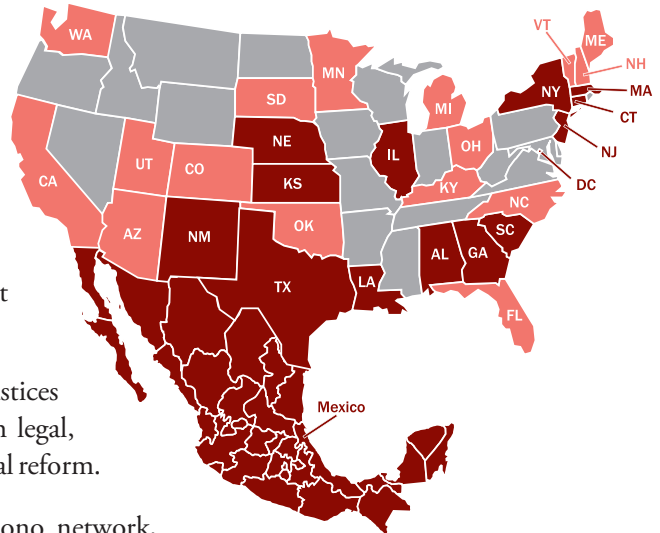 WA
VT
ME
NH
MN
MA
SD
MI
NY
CT
NE
IL
OH
NJ
UT
CO
CA
KS
KY
DC
NC
OK
AZ
NM
SC
AL
GA
TX
LA
FL
Mexico
legal,
al reform.
network.